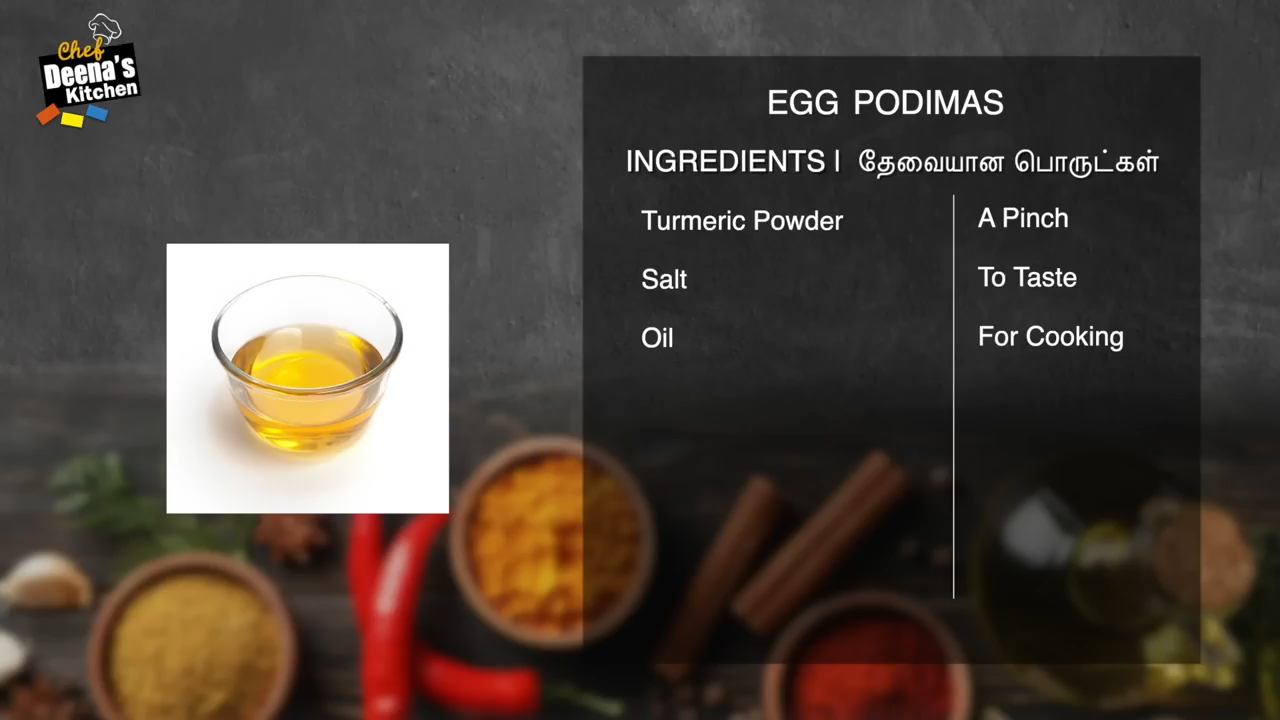 Chef
Deena's
Kitchen
EGG PODIMAS
INGREDIENTS | தேவையான பொருட்கள்
Turmeric Powder A Pinch
Salt To Taste
Oil For Cooking